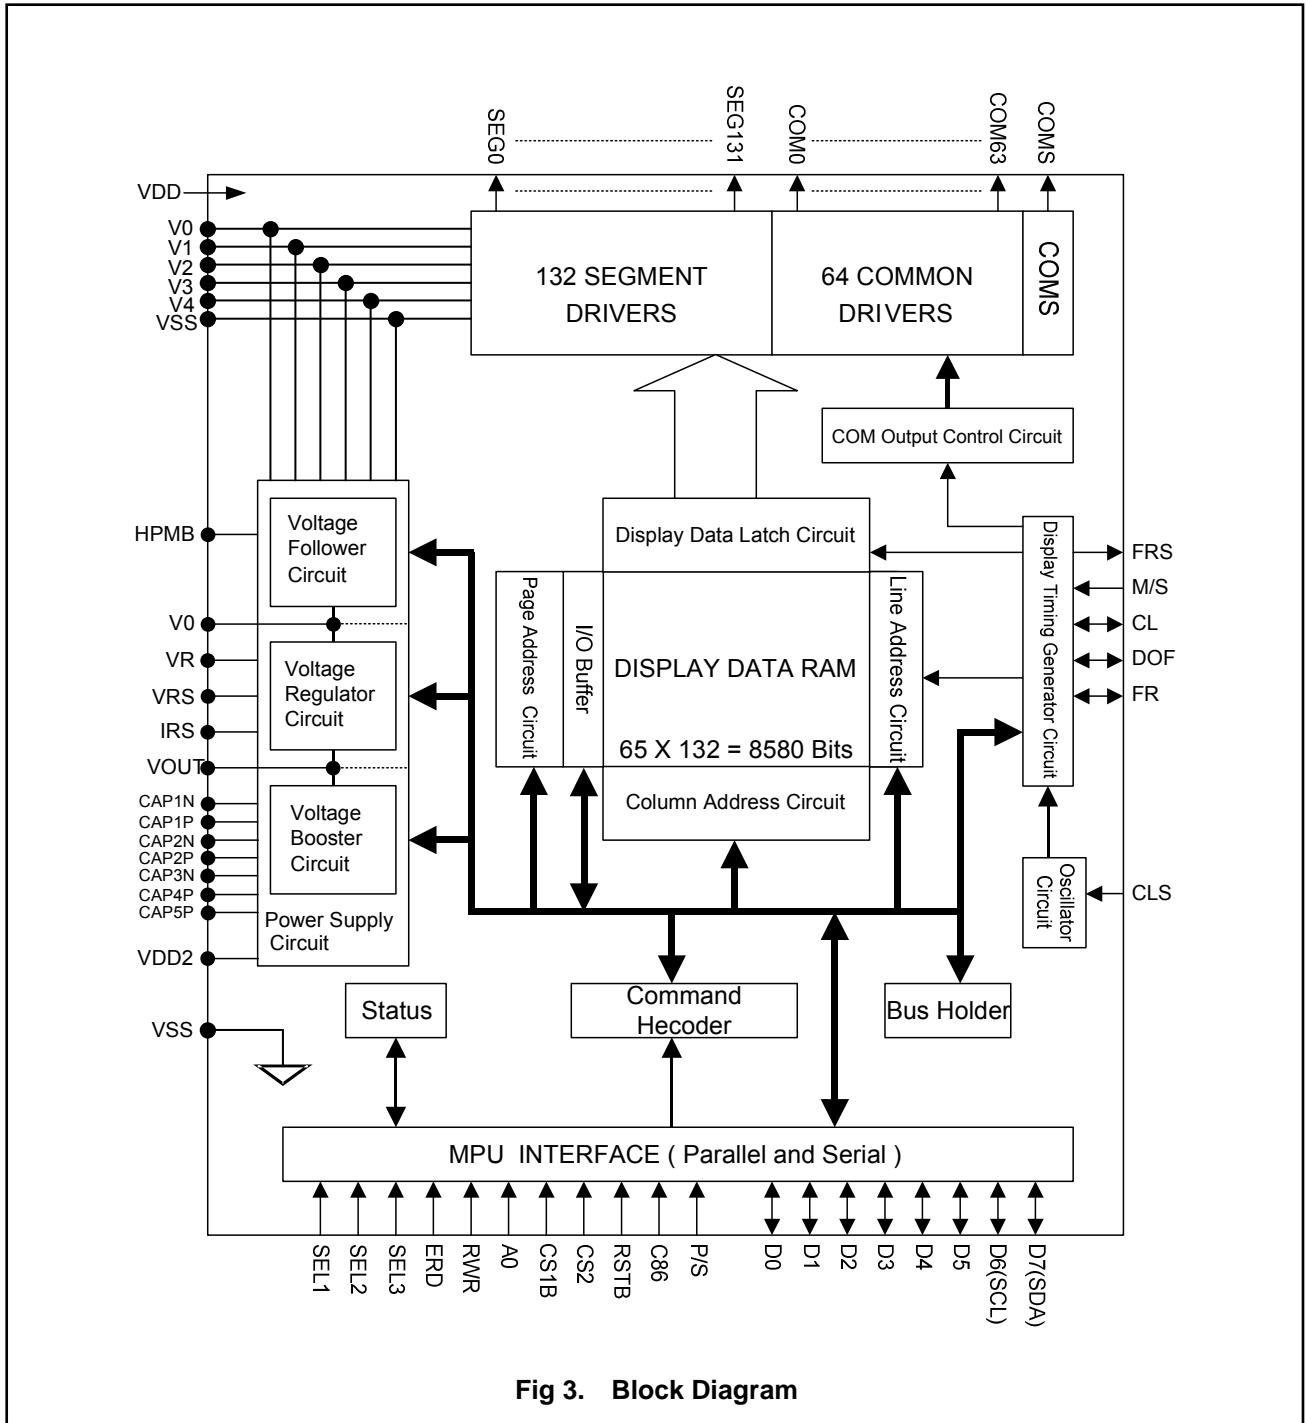 SEG0
SEG131
COM0
COM63
COMS
VDD
V0
V1
V2
V3
V4
VSS
132 SEGMENT
DRIVERS
64 COMMON
DRIVERS
COMS
COM Output Control Circuit
HPMB
V0
VR
VRS
IRS
VOUT
CAP1N
CAP1P
CAP2N
CAP2P
CAP3N
CAP4P
CAP5P
VDD2
VSS
Voltage
Follower
Circuit
Voltage
Regulator
Circuit
Voltage
Booster
Circuit
Power Supply
Circuit
Display Data Latch Circuit
Page Address Circuit
I/O Buffer
DISPLAY DATA RAM
65 X 132 = 8580 Bits
Line Address Circuit
Column Address Circuit
Display Timing Generator Circuit
FRS
M/S
CL
DOF
FR
Oscillator
Circuit
CLS
Status
Command
Hecoder
Bus Holder
MPU INTERFACE ( Parallel and Serial )
SEL1
SEL2
SEL3
ERD
RWR
A0
CS1B
CS2
RSTB
C86
P/S
D0
D1
D2
D3
D4
D5
D6(SCL)
D7(SDA)
Fig 3. Block Diagram